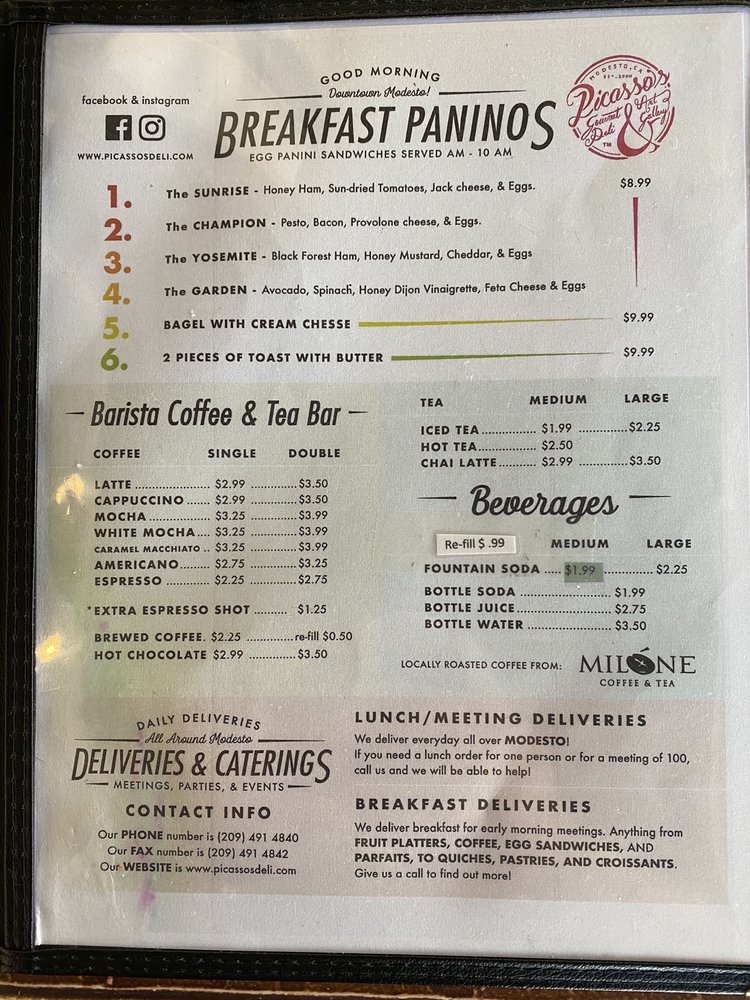 GOOD MORNING
Downtown Modesto!
facebook & instagram
WWW.PICASSOSDELI.COM
BREAKFAST PANINOS
EGG PANINI SANDWICHES SERVED AM - 10 AM
MODESTO, CA
EST. 2000
Picasso's
Gourmet Deli & Art Gallery
TM
1. The SUNRISE - Honey Ham, Sun-dried Tomatoes, Jack cheese, & Eggs. $8.99
2. The CHAMPION - Pesto, Bacon, Provolone cheese, & Eggs.
3. The YOSEMITE - Black Forest Ham, Honey Mustard, Cheddar, & Eggs
4. The GARDEN - Avocado, Spinach, Honey Dijon Vinaigrette, Feta Cheese & Eggs
5. BAGEL WITH CREAM CHESSE $9.99
6. 2 PIECES OF TOAST WITH BUTTER $9.99
Barista Coffee & Tea Bar
COFFEE SINGLE DOUBLE
LATTE ...................... $2.99 .............$3.50
CAPPUCCINO ....... $2.99 .............$3.50
MOCHA .................. $3.25 .............$3.99
WHITE MOCHA .... $3.25 .............$3.99
CARAMEL MACCHIATO .. $3.25 .............$3.99
AMERICANO......... $2.75 .............$3.25
ESPRESSO .............. $2.25 .............$2.75
*EXTRA ESPRESSO SHOT .......... $1.25
BREWED COFFEE. $2.25 ..............re-fill $0.50
HOT CHOCOLATE $2.99 ..............$3.50
TEA MEDIUM LARGE
ICED TEA................ $1.99 ..............$2.25
HOT TEA................ $2.50
CHAI LATTE........... $2.99 ..............$3.50
Beverages
Re-fill $ .99 MEDIUM LARGE
FOUNTAIN SODA ..... $1.99 .............. $2.25
BOTTLE SODA .......................... $1.99
BOTTLE JUICE........................... $2.75
BOTTLE WATER ........................ $3.50
LOCALLY ROASTED COFFEE FROM: MILONE
COFFEE & TEA
DAILY DELIVERIES
All Around Modesto
DELIVERIES & CATERINGS
MEETINGS, PARTIES, & EVENTS
CONTACT INFO
Our PHONE number is (209) 491 4840
Our FAX number is (209) 491 4842
Our WEBSITE is www.picassosdeli.com
LUNCH/MEETING DELIVERIES
We deliver everyday all over MODESTO!
If you need a lunch order for one person or for a meeting of 100,
call us and we will be able to help!
BREAKFAST DELIVERIES
We deliver breakfast for early morning meetings. Anything from
FRUIT PLATTERS, COFFEE, EGG SANDWICHES, AND
PARFAITS, TO QUICHES, PASTRIES, AND CROISSANTS.
Give us a call to find out more!